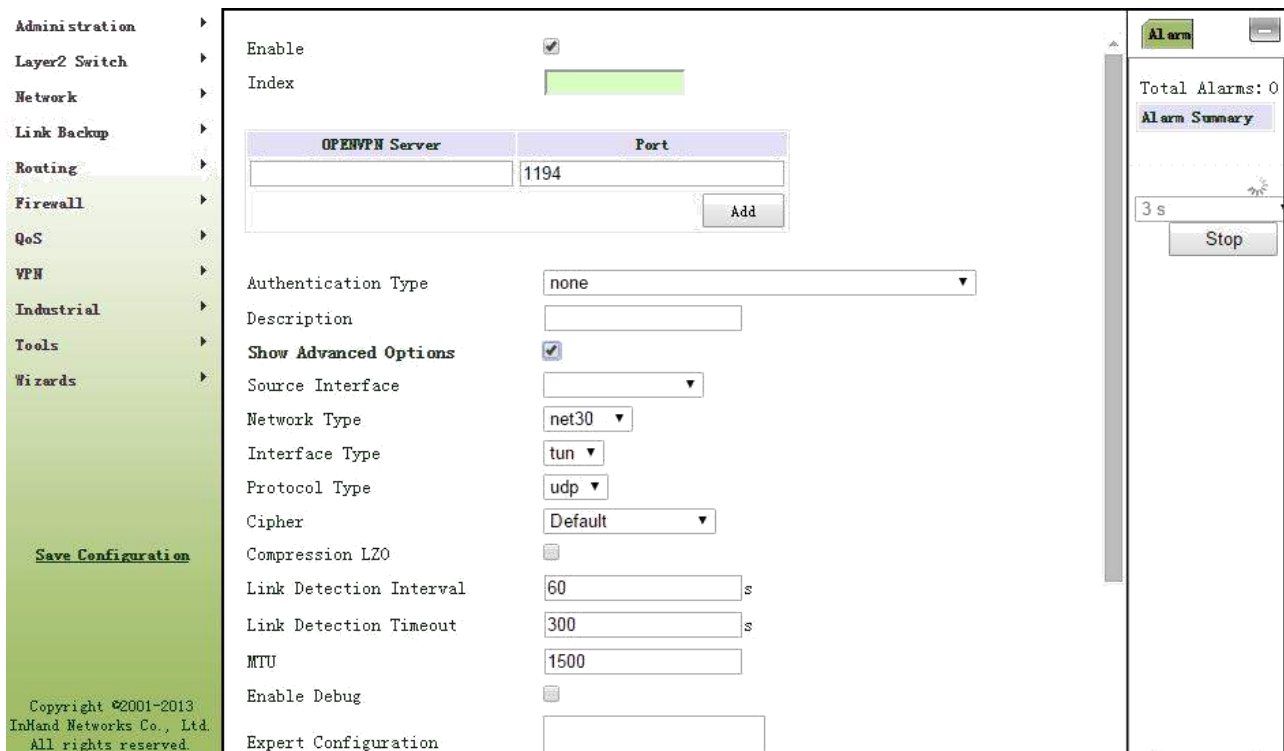 Administration
Layer2 Switch
Network
Link Backup
Routing
Firewall
QoS
VPN
Industrial
Tools
Wizards
Save Configuration
Copyright ©2001-2013
InHand Networks Co., Ltd.
All rights reserved.
Enable
Index
OPENVPN Server Port
1194
Add
Authentication Type none
Description
Show Advanced Options
Source Interface
Network Type net30
Interface Type tun
Protocol Type udp
Cipher Default
Compression LZO
Link Detection Interval 60 s
Link Detection Timeout 300 s
MTU 1500
Enable Debug
Expert Configuration
Alarm
Total Alarms: 0
Alarm Summary
3 s
Stop